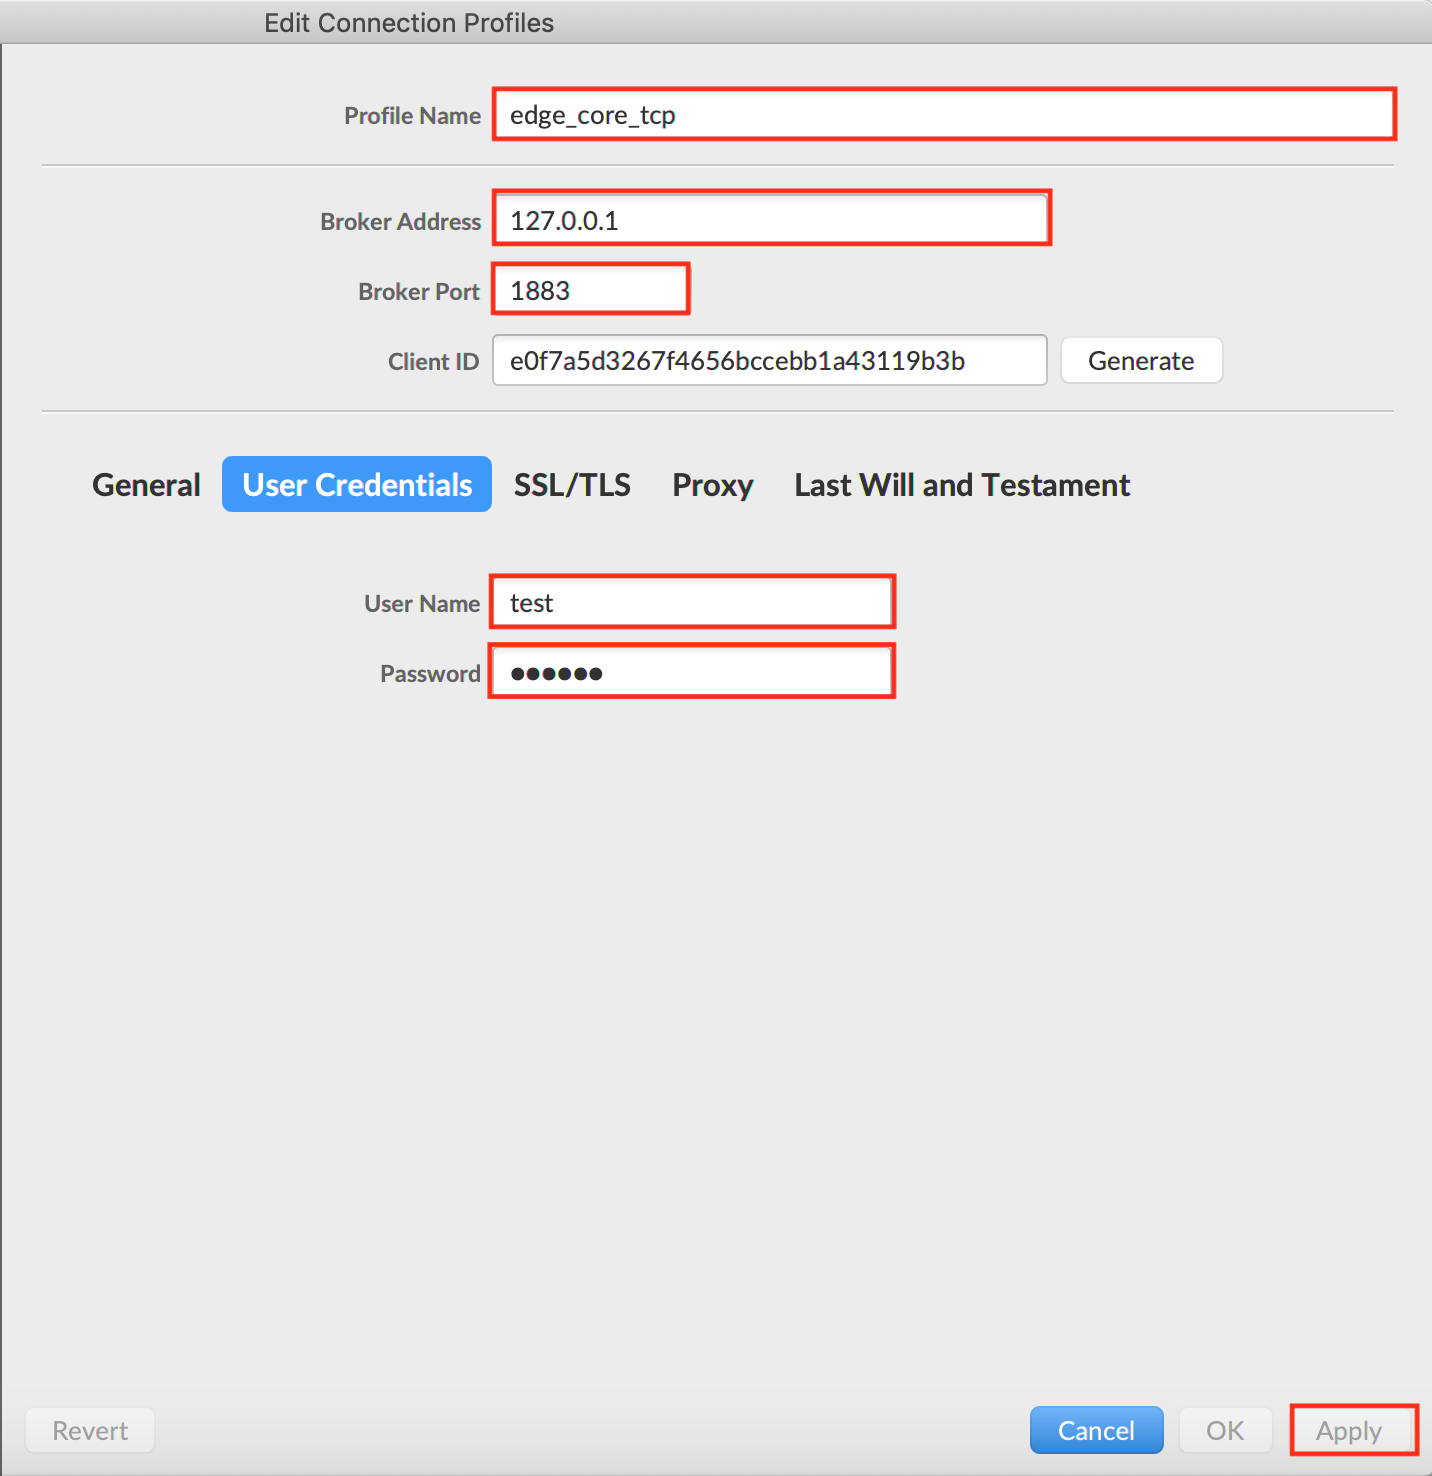 Edit Connection Profiles
Profile Name edge_core_tcp
Broker Address 127.0.0.1
Broker Port 1883
Client ID e0f7a5d3267f4656bccebb1a43119b3b Generate
General User Credentials SSL/TLS Proxy Last Will and Testament
User Name test
Password ●●●●●●
Revert Cancel OK Apply